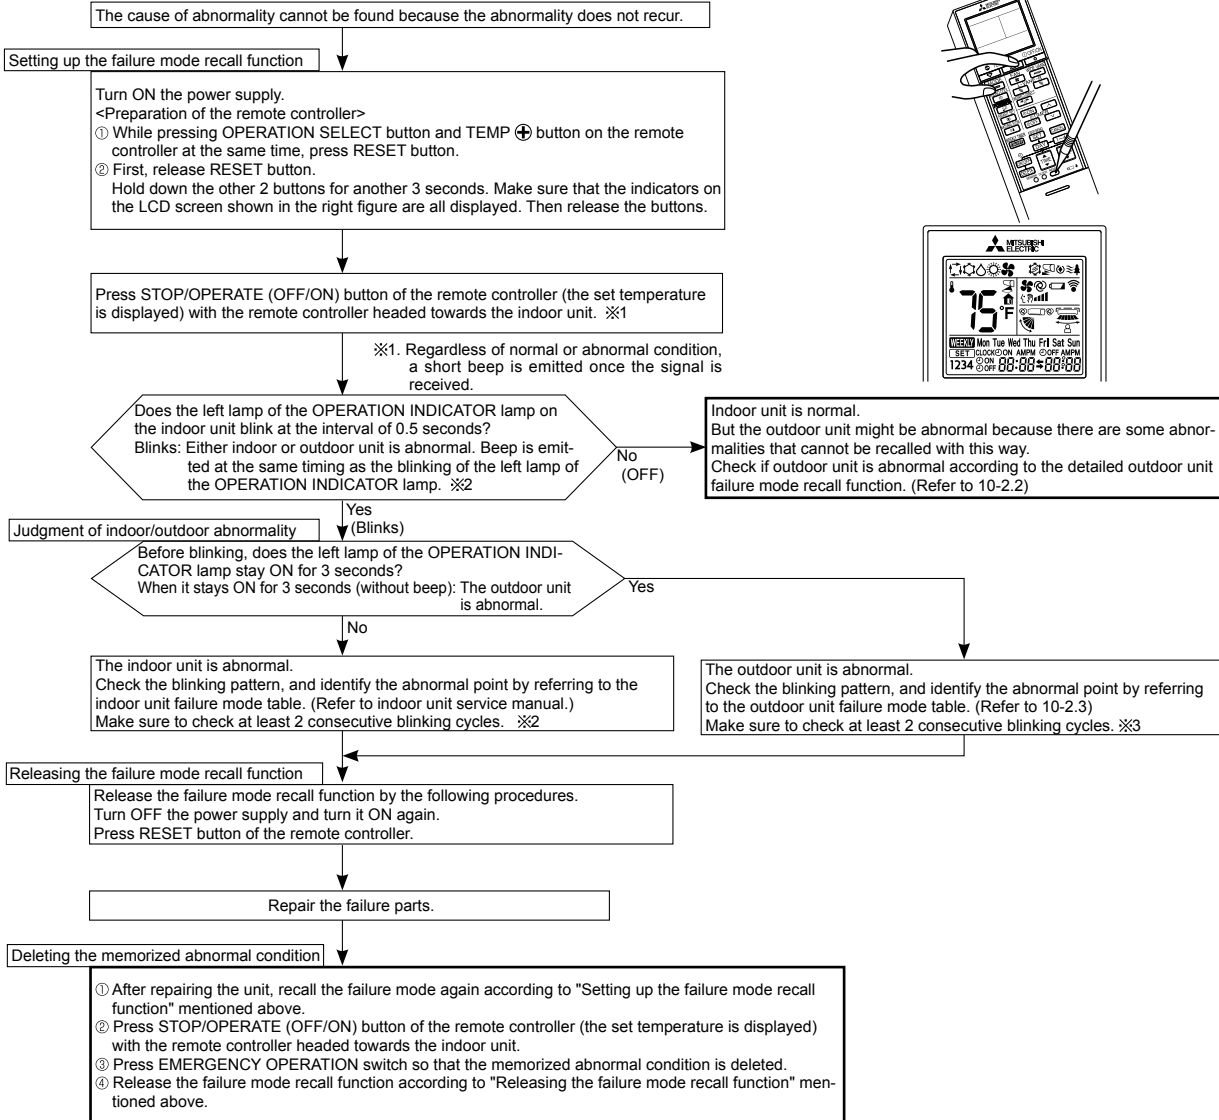 The cause of abnormality cannot be found because the abnormality does not recur.
Setting up the failure mode recall function
Turn ON the power supply.
<Preparation of the remote controller>
① While pressing OPERATION SELECT button and TEMP ⊕ button on the remote
controller at the same time, press RESET button.
② First, release RESET button.
Hold down the other 2 buttons for another 3 seconds. Make sure that the indicators on
the LCD screen shown in the right figure are all displayed. Then release the buttons.
MITSUBISHI
ELECTRIC
75°F
WEEKLY Mon Tue Wed Thu Fri Sat Sun
SET CLOCK ON AMPM OFF AMPM
1234 ON OFF 88:88 88:88
Press STOP/OPERATE (OFF/ON) button of the remote controller (the set temperature
is displayed) with the remote controller headed towards the indoor unit. ※1
※1. Regardless of normal or abnormal condition,
a short beep is emitted once the signal is
received.
Does the left lamp of the OPERATION INDICATOR lamp on
the indoor unit blink at the interval of 0.5 seconds?
Blinks: Either indoor or outdoor unit is abnormal. Beep is emit-
ted at the same timing as the blinking of the left lamp of
the OPERATION INDICATOR lamp. ※2
No
(OFF)
Indoor unit is normal.
But the outdoor unit might be abnormal because there are some abnor-
malities that cannot be recalled with this way.
Check if outdoor unit is abnormal according to the detailed outdoor unit
failure mode recall function. (Refer to 10-2.2)
Yes
(Blinks)
Judgment of indoor/outdoor abnormality
Before blinking, does the left lamp of the OPERATION INDI-
CATOR lamp stay ON for 3 seconds?
When it stays ON for 3 seconds (without beep): The outdoor unit
is abnormal.
Yes
No
The indoor unit is abnormal.
Check the blinking pattern, and identify the abnormal point by referring to the
indoor unit failure mode table. (Refer to indoor unit service manual.)
Make sure to check at least 2 consecutive blinking cycles. ※2
The outdoor unit is abnormal.
Check the blinking pattern, and identify the abnormal point by referring
to the outdoor unit failure mode table. (Refer to 10-2.3)
Make sure to check at least 2 consecutive blinking cycles. ※3
Releasing the failure mode recall function
Release the failure mode recall function by the following procedures.
Turn OFF the power supply and turn it ON again.
Press RESET button of the remote controller.
Repair the failure parts.
Deleting the memorized abnormal condition
① After repairing the unit, recall the failure mode again according to "Setting up the failure mode recall
function" mentioned above.
② Press STOP/OPERATE (OFF/ON) button of the remote controller (the set temperature is displayed)
with the remote controller headed towards the indoor unit.
③ Press EMERGENCY OPERATION switch so that the memorized abnormal condition is deleted.
④ Release the failure mode recall function according to "Releasing the failure mode recall function" men-
tioned above.